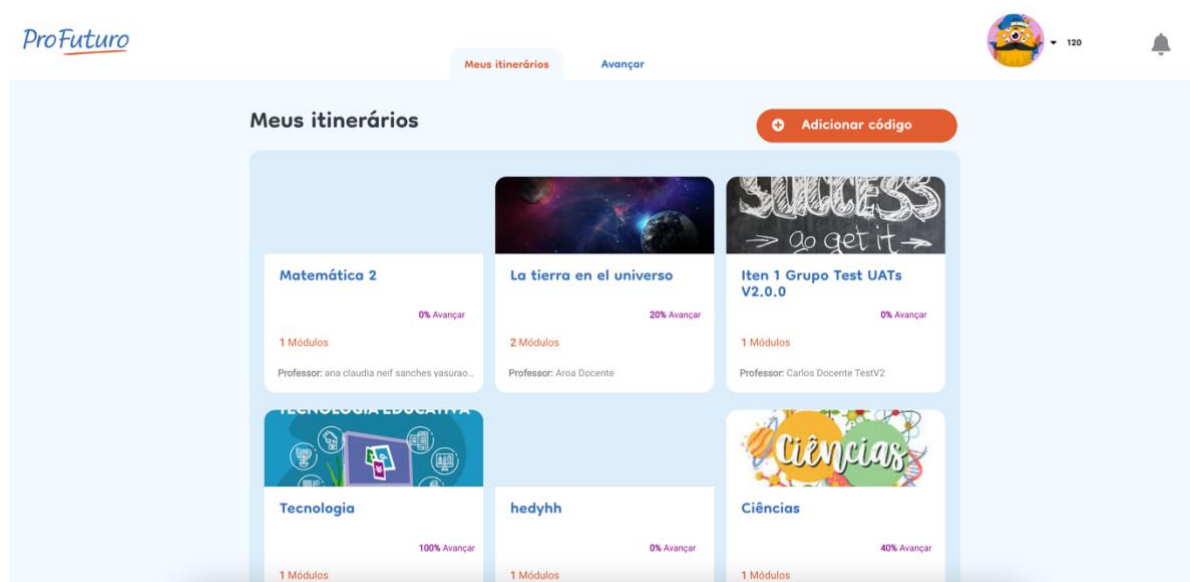 ProFuturo
120
Meus itinerários
Avançar
Meus itinerários
Adicionar código
SUCCESS
go get it
Matemática 2
La tierra en el universo
Iten 1 Grupo Test UATs
V2.0.0
0% Avançar
20% Avançar
0% Avançar
1 Módulos
2 Módulos
1 Módulos
Professor: ana claudia neif sanches yasurao...
Professor: Aroa Docente
Professor: Carlos Docente TestV2
TECNOLOGIA EDUCATIVA
Ciências
Tecnologia
hedyhh
Ciências
100% Avançar
0% Avançar
40% Avançar
1 Módulos
1 Módulos
1 Módulos